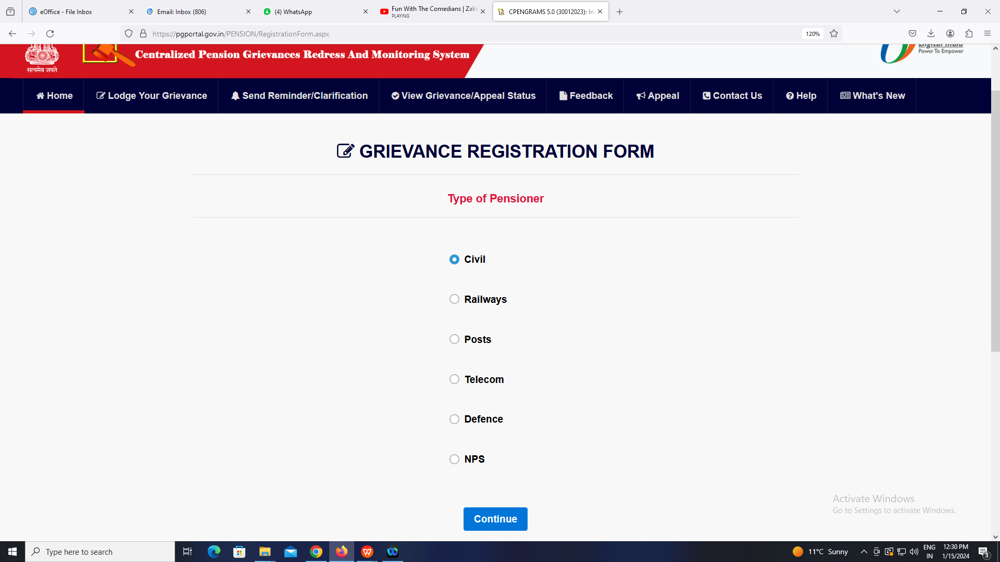 eOffice - File Inbox
Email: Inbox (806)
(4) WhatsApp
Fun With The Comedians | Zaki
PLAYING
CPENGRAMS 5.0 (30012023): In
https://pgportal.gov.in/PENSION/RegistrationForm.aspx
120%
Centralized Pension Grievances Redress And Monitoring System
सत्यमेव जयते
Digital India
Power To Empower
Home
Lodge Your Grievance
Send Reminder/Clarification
View Grievance/Appeal Status
Feedback
Appeal
Contact Us
Help
What's New
GRIEVANCE REGISTRATION FORM
Type of Pensioner
Civil
Railways
Posts
Telecom
Defence
NPS
Continue
Activate Windows
Go to Settings to activate Windows.
Type here to search
11°C Sunny
ENG
IN
12:30 PM
1/15/2024
3